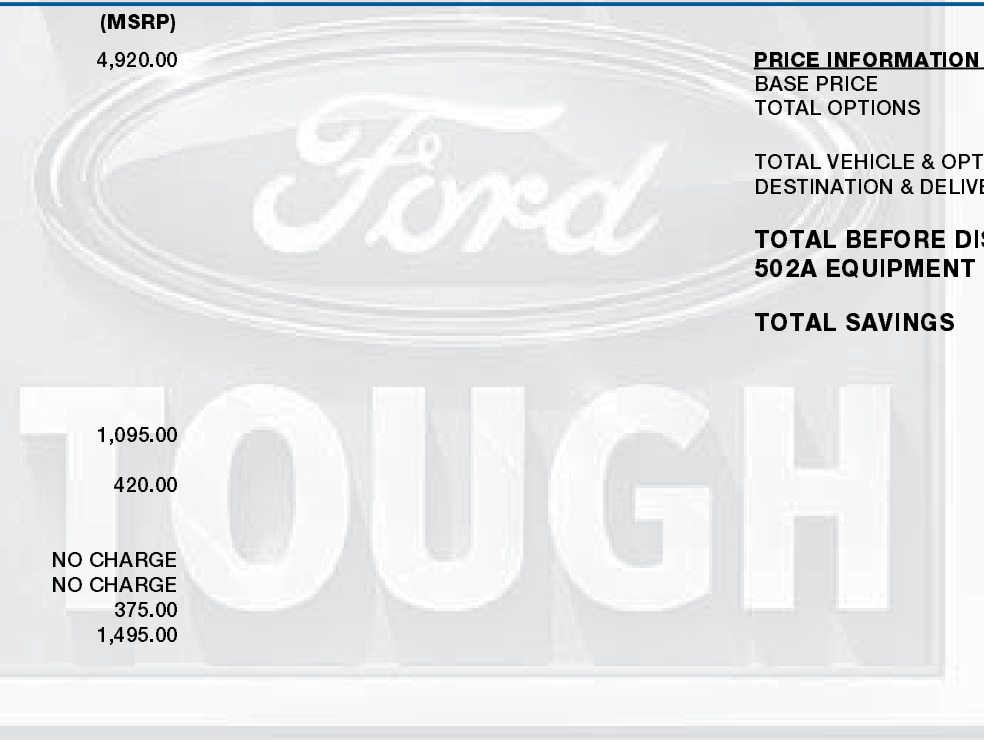 (MSRP)
4,920.00
1,095.00
420.00
NO CHARGE
NO CHARGE
375.00
1,495.00
PRICE INFORMATION
BASE PRICE
TOTAL OPTIONS
TOTAL VEHICLE & OPT
DESTINATION & DELIVE
TOTAL BEFORE DIS
502A EQUIPMENT
TOTAL SAVINGS
Ford
TOUGH